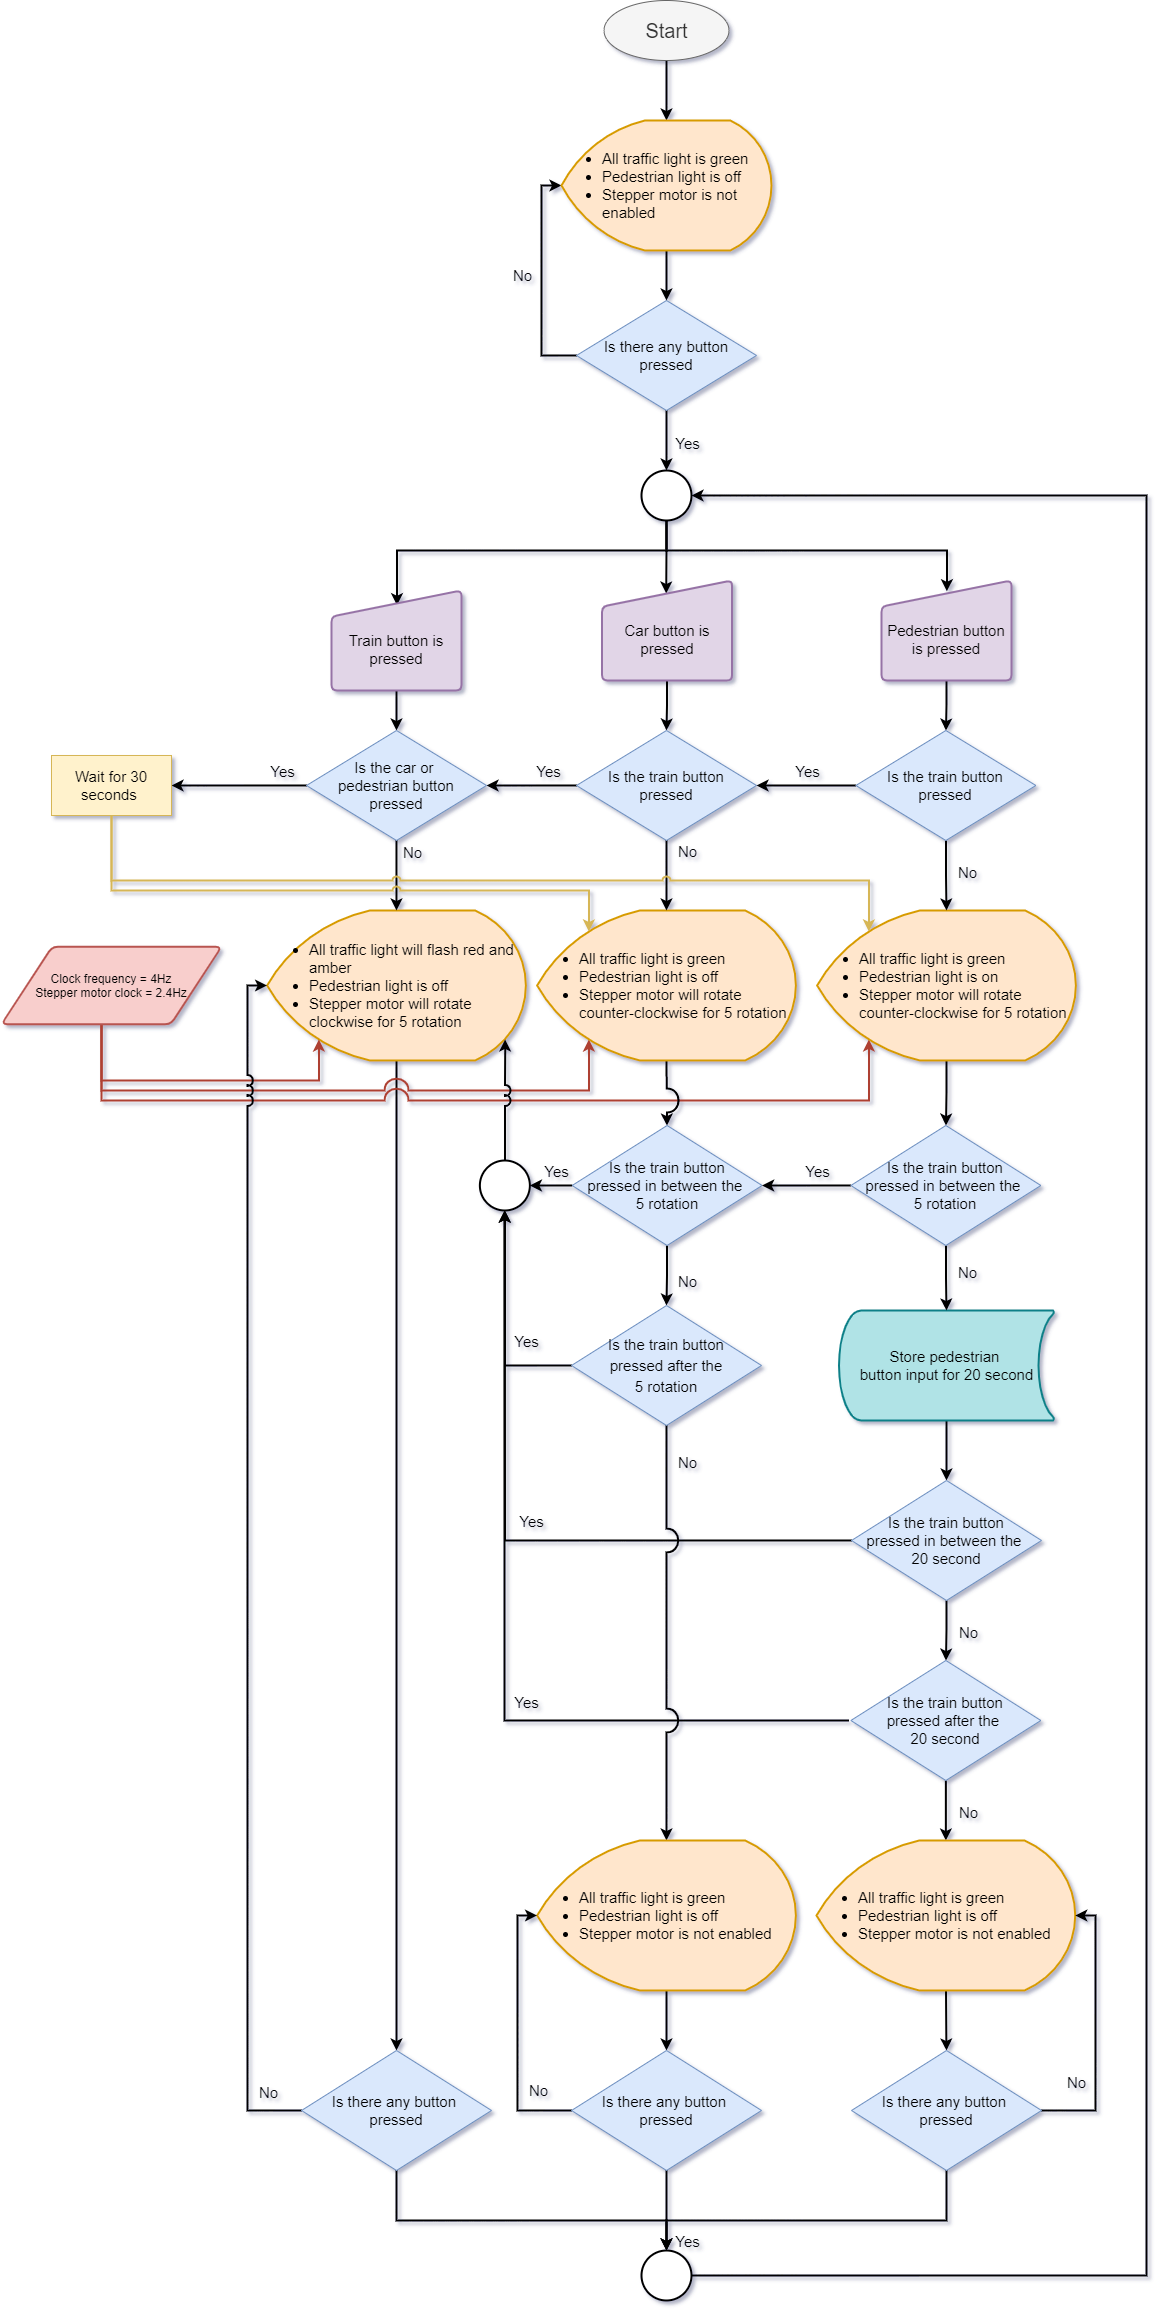 Start
All traffic light is green
Pedestrian light is off
Stepper motor is not
enabled
No
Is there any button
pressed
Yes
Train button is
pressed
Car button is
pressed
Pedestrian button
is pressed
Wait for 30
seconds
Yes
Is the car or
pedestrian button
pressed
Yes
Is the train button
pressed
Yes
Is the train button
pressed
No
No
No
Clock frequency = 4Hz
Stepper motor clock = 2.4Hz
All traffic light will flash red and
amber
Pedestrian light is off
Stepper motor will rotate
clockwise for 5 rotation
All traffic light is green
Pedestrian light is off
Stepper motor will rotate
counter-clockwise for 5 rotation
All traffic light is green
Pedestrian light is on
Stepper motor will rotate
counter-clockwise for 5 rotation
Yes
Is the train button
pressed in between the
5 rotation
Yes
Is the train button
pressed in between the
5 rotation
No
No
Yes
Is the train button
pressed after the
5 rotation
Store pedestrian
button input for 20 second
No
Yes
Is the train button
pressed in between the
20 second
No
Yes
Is the train button
pressed after the
20 second
No
All traffic light is green
Pedestrian light is off
Stepper motor is not enabled
All traffic light is green
Pedestrian light is off
Stepper motor is not enabled
No
Is there any button
pressed
No
Is there any button
pressed
Is there any button
pressed
No
Yes